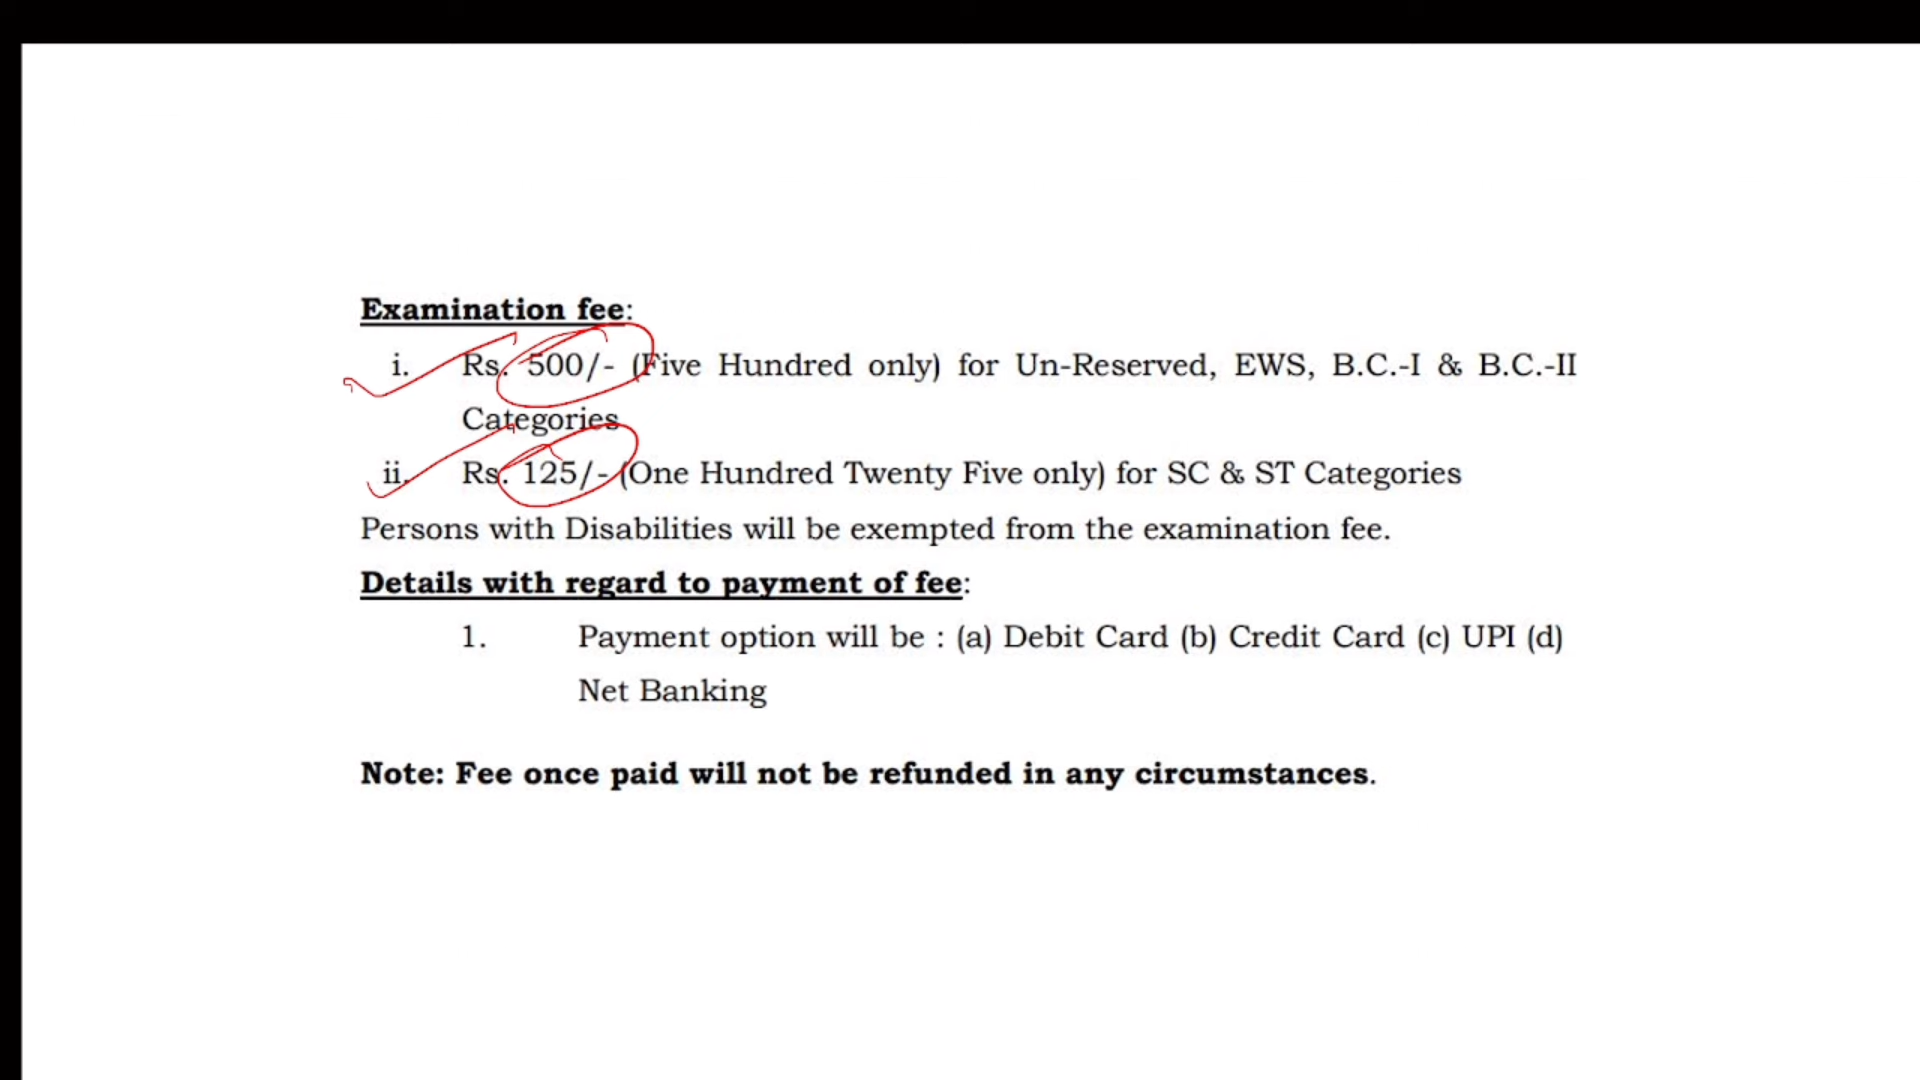 Examination fee:
i. Rs. 500/- (Five Hundred only) for Un-Reserved, EWS, B.C.-I & B.C.-II
Categories
ii. Rs. 125/- (One Hundred Twenty Five only) for SC & ST Categories
Persons with Disabilities will be exempted from the examination fee.
Details with regard to payment of fee:
1. Payment option will be : (a) Debit Card (b) Credit Card (c) UPI (d)
Net Banking
Note: Fee once paid will not be refunded in any circumstances.